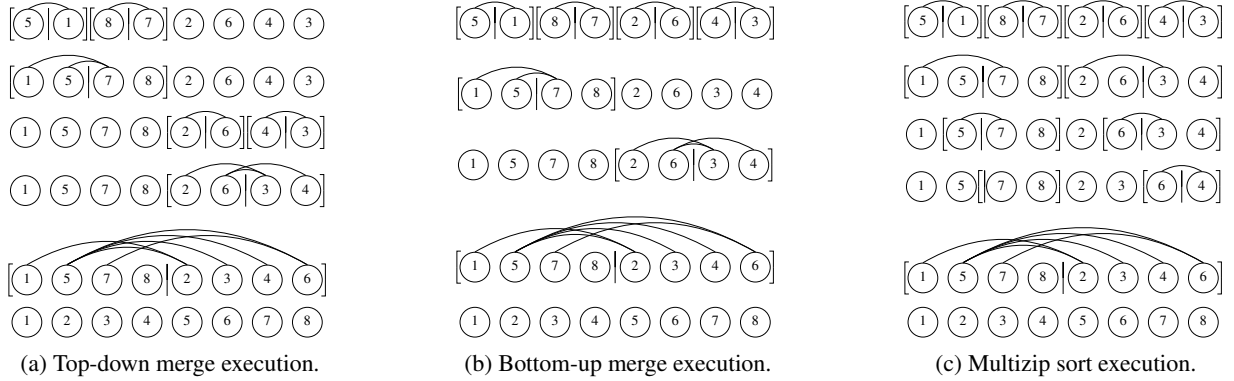 5 1 8 7 2 6 4 3
1 5 7 8 2 6 4 3
1 5 7 8 2 6 4 3
1 5 7 8 2 6 3 4
1 5 7 8 2 3 4 6
1 2 3 4 5 6 7 8
(a) Top-down merge execution.
5 1 8 7 2 6 4 3
1 5 7 8 2 6 3 4
1 5 7 8 2 6 3 4
1 5 7 8 2 3 4 6
1 2 3 4 5 6 7 8
(b) Bottom-up merge execution.
5 1 8 7 2 6 4 3
1 5 7 8 2 6 3 4
1 5 7 8 2 6 3 4
1 5 7 8 2 3 6 4
1 5 7 8 2 3 4 6
1 2 3 4 5 6 7 8
(c) Multizip sort execution.